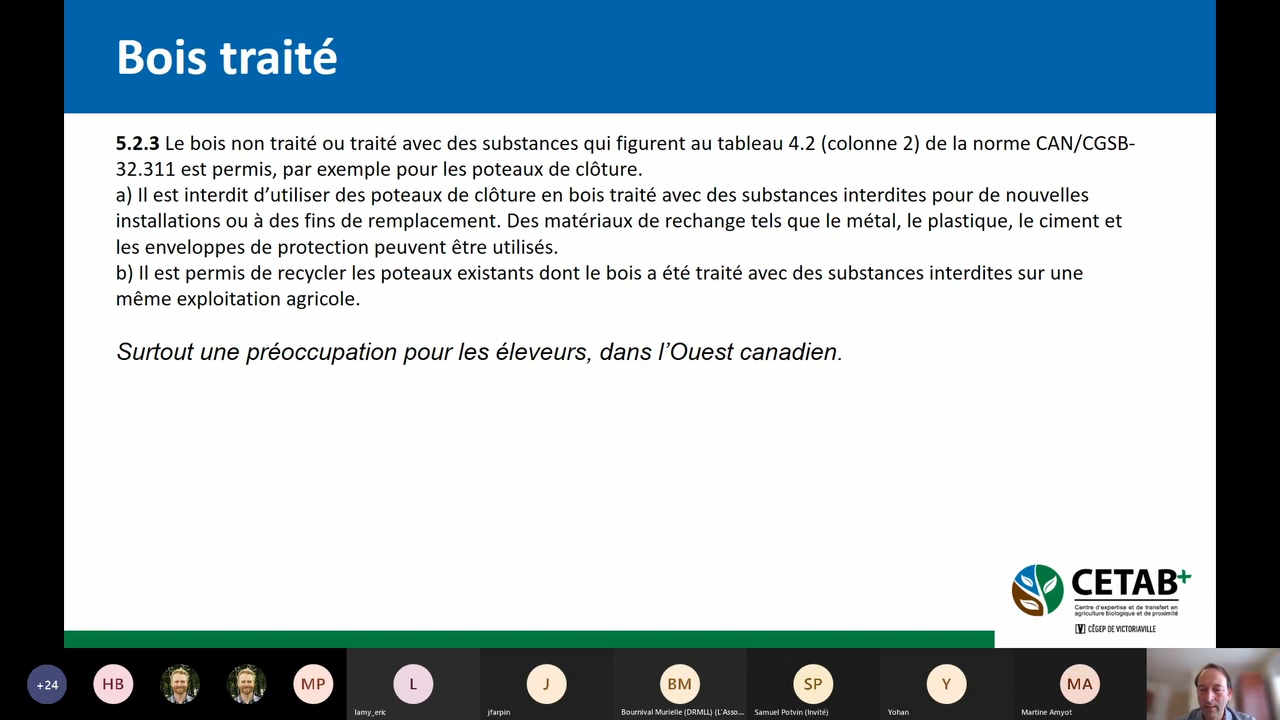 Bois traité
5.2.3 Le bois non traité ou traité avec des substances qui figurent au tableau 4.2 (colonne 2) de la norme CAN/CGSB-
32.311 est permis, par exemple pour les poteaux de clôture.
a) Il est interdit d’utiliser des poteaux de clôture en bois traité avec des substances interdites pour de nouvelles
installations ou à des fins de remplacement. Des matériaux de rechange tels que le métal, le plastique, le ciment et
les enveloppes de protection peuvent être utilisés.
b) Il est permis de recycler les poteaux existants dont le bois a été traité avec des substances interdites sur une
même exploitation agricole.
Surtout une préoccupation pour les éleveurs, dans l’Ouest canadien.
CETAB+
Centre d'expertise et de transfert en
agriculture biologique et de proximité
CÉGEP DE VICTORIAVILLE
+24 HB MP L J BM SP Y MA
lamy_eric jfarpin Bournival Murielle (DRMLL) (L'Asso... Samuel Potvin (Invité) Yohan Martine Amyot